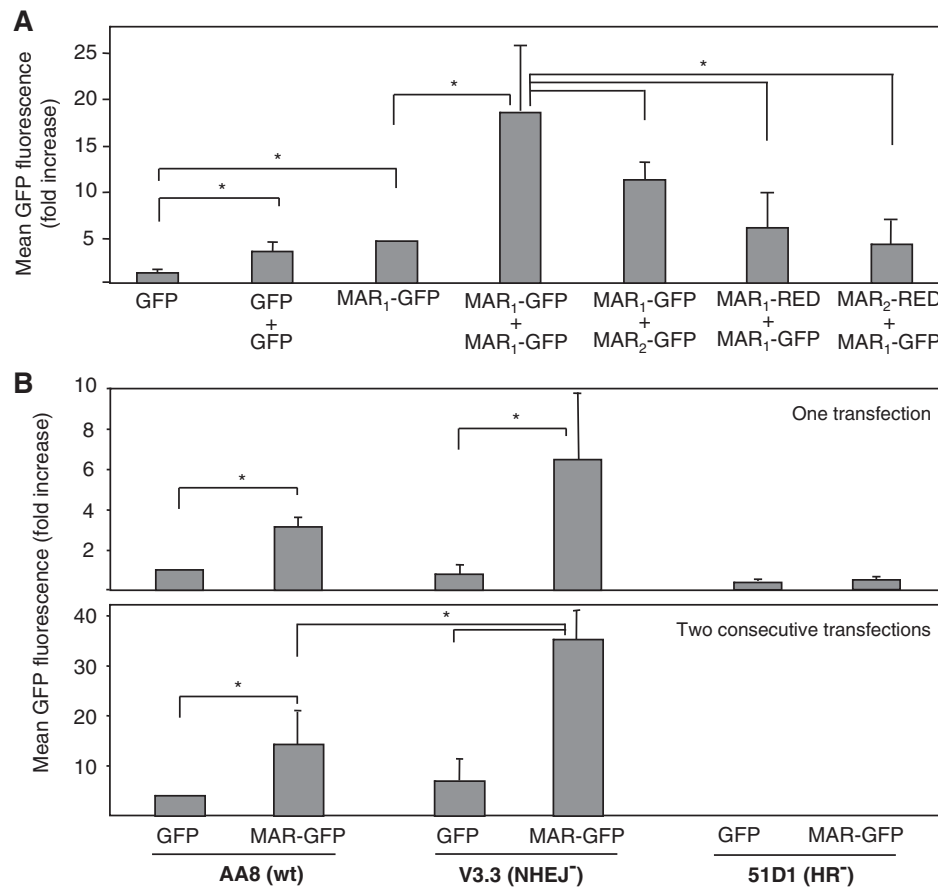 A
Mean GFP fluorescence
(fold increase)
25
20
15
10
5
*
*
*
*
GFP
GFP
+
GFP
MAR₁-GFP
MAR₁-GFP
+
MAR₁-GFP
MAR₁-GFP
+
MAR₂-GFP
MAR₁-RED
+
MAR₁-GFP
MAR₂-RED
+
MAR₁-GFP
B
Mean GFP fluorescence (fold increase)
10
8
6
4
2
*
*
One transfection
40
30
20
10
*
*
Two consecutive transfections
GFP MAR-GFP GFP MAR-GFP GFP MAR-GFP
AA8 (wt) V3.3 (NHEJ⁻) 51D1 (HR⁻)